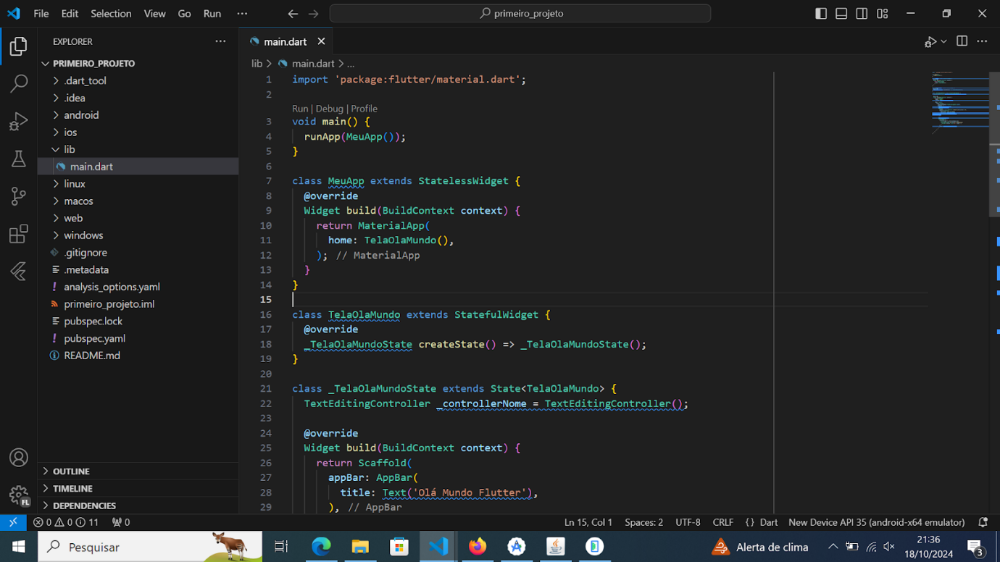 File Edit Selection View Go Run ··· primeiro_projeto
EXPLORER ···
PRIMEIRO_PROJETO
.dart_tool
.idea
android
ios
lib
main.dart
linux
macos
web
windows
.gitignore
.metadata
! analysis_options.yaml
primeiro_projeto.iml
pubspec.lock
! pubspec.yaml
README.md
OUTLINE
TIMELINE
DEPENDENCIES
FL
main.dart
lib > main.dart > ...
1 import 'package:flutter/material.dart';
2
Run | Debug | Profile
3 void main() {
4 runApp(MeuApp());
5 }
6
7 class MeuApp extends StatelessWidget {
8 @override
9 Widget build(BuildContext context) {
10 return MaterialApp(
11 home: TelaOlaMundo(),
12 ); // MaterialApp
13 }
14 }
15
16 class TelaOlaMundo extends StatefulWidget {
17 @override
18 _TelaOlaMundoState createState() => _TelaOlaMundoState();
19 }
20
21 class _TelaOlaMundoState extends State<TelaOlaMundo> {
22 TextEditingController _controllerNome = TextEditingController();
23
24 @override
25 Widget build(BuildContext context) {
26 return Scaffold(
27 appBar: AppBar(
28 title: Text('Olá Mundo Flutter'),
29 ), // AppBar
0 0 11 0 Ln 15, Col 1 Spaces: 2 UTF-8 CRLF {} Dart New Device API 35 (android-x64 emulator)
Pesquisar Alerta de clima 21:36
18/10/2024 3